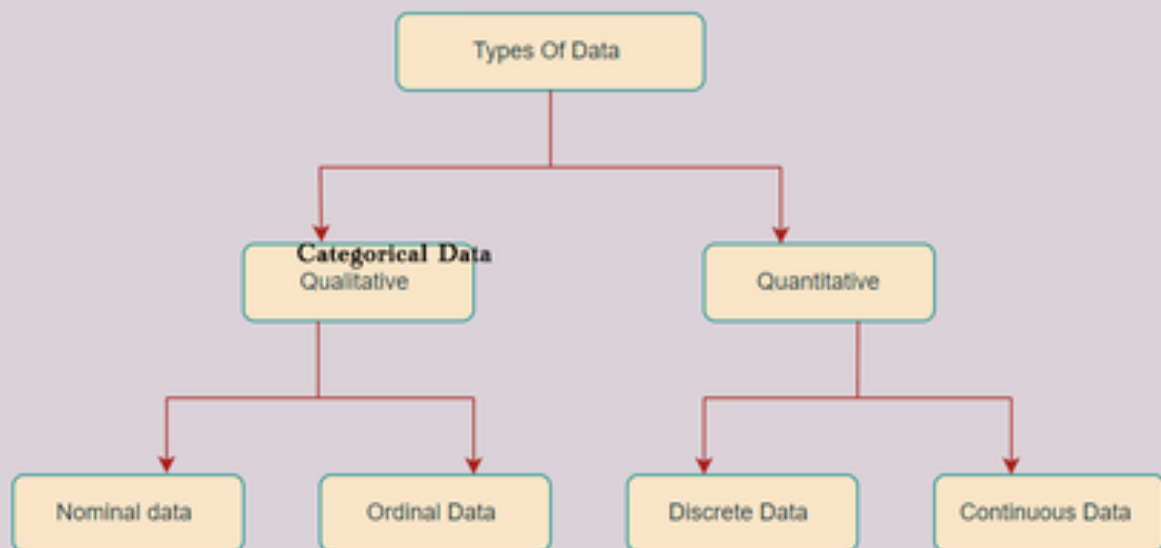 Types Of Data
Categorical Data
Qualitative
Quantitative
Nominal data
Ordinal Data
Discrete Data
Continuous Data